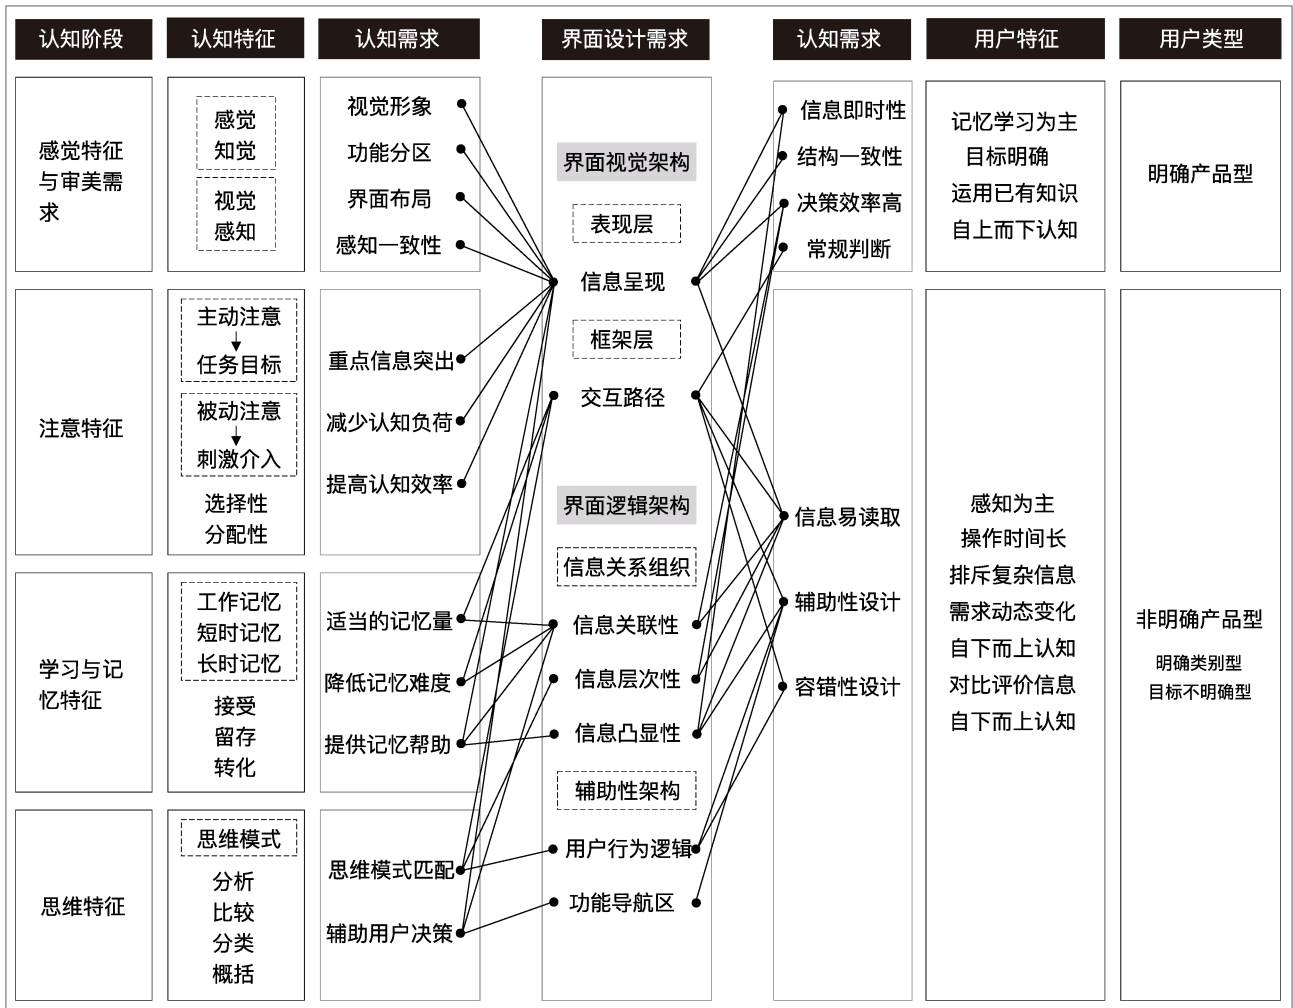 认知阶段
认知特征
认知需求
界面设计需求
认知需求
用户特征
用户类型
感觉特征
与审美需
求
感觉
知觉
视觉
感知
视觉形象
功能分区
界面布局
感知一致性
注意特征
主动注意
任务目标
被动注意
刺激介入
选择性
分配性
重点信息突出
减少认知负荷
提高认知效率
学习与记
忆特征
工作记忆
短时记忆
长时记忆
接受
留存
转化
适当的记忆量
降低记忆难度
提供记忆帮助
思维特征
思维模式
分析
比较
分类
概括
思维模式匹配
辅助用户决策
界面视觉架构
表现层
信息呈现
框架层
交互路径
界面逻辑架构
信息关系组织
信息关联性
信息层次性
信息凸显性
辅助性架构
用户行为逻辑
功能导航区
信息即时性
结构一致性
决策效率高
常规判断
信息易读取
辅助性设计
容错性设计
记忆学习为主
目标明确
运用已有知识
自上而下认知
明确产品型
感知为主
操作时间长
排斥复杂信息
需求动态变化
自下而上认知
对比评价信息
自下而上认知
非明确产品型
明确类别型
目标不明确型